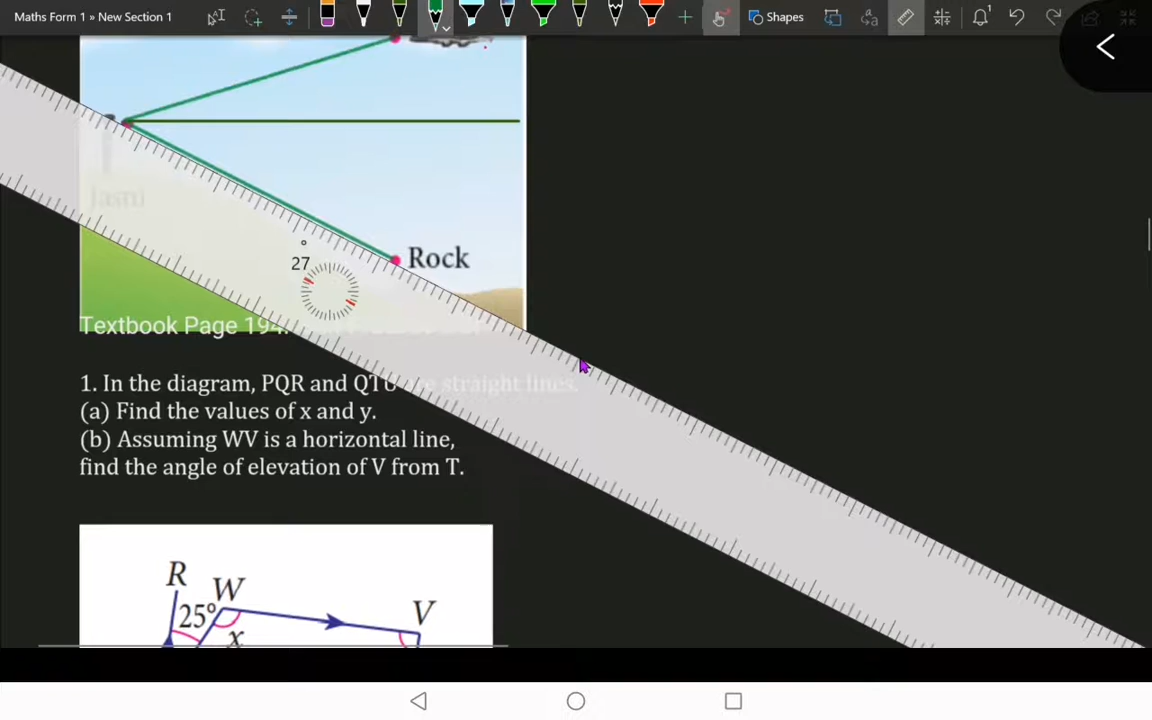 Maths Form 1 » New Section 1
Shapes
1
Jasni
27
°
Rock
Textbook Page 194
1. In the diagram, PQR and QTU are straight lines.
(a) Find the values of x and y.
(b) Assuming WV is a horizontal line,
find the angle of elevation of V from T.
R
W
25°
V
x